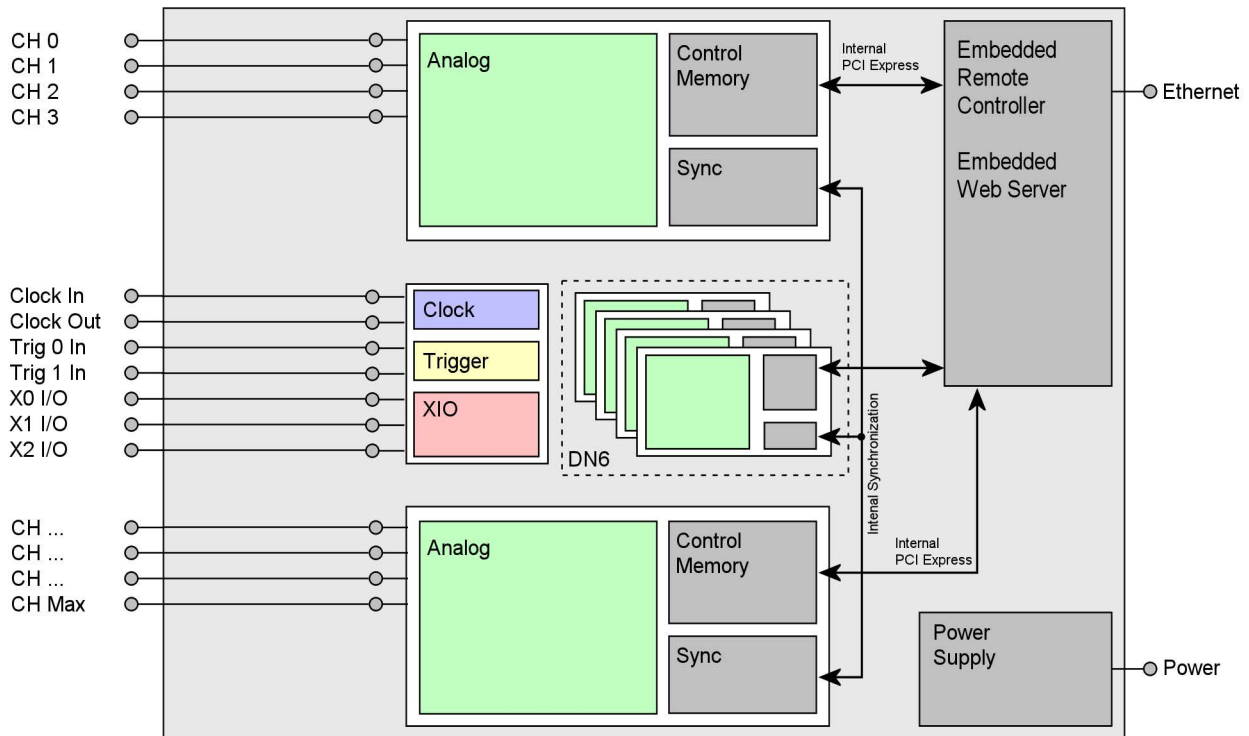 CH 0
CH 1
CH 2
CH 3
Analog
Control
Memory
Sync
Internal
PCI Express
Embedded
Remote
Controller
Embedded
Web Server
Ethernet
Clock In
Clock Out
Trig 0 In
Trig 1 In
X0 I/O
X1 I/O
X2 I/O
Clock
Trigger
XIO
DN6
Intenal Synchronization
CH ...
CH ...
CH ...
CH Max
Analog
Control
Memory
Sync
Internal
PCI Express
Power
Supply
Power